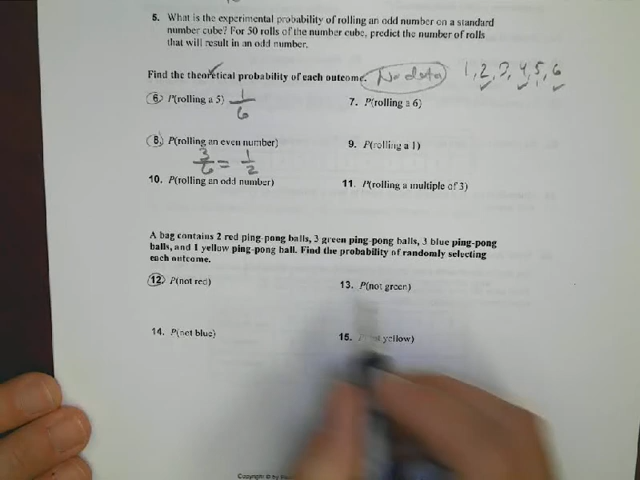 5. What is the experimental probability of rolling an odd number on a standard
number cube? For 50 rolls of the number cube, predict the number of rolls
that will result in an odd number.
Find the theoretical probability of each outcome. No data 1, 2, 3, 4, 5, 6
6. P(rolling a 5) 1/6 7. P(rolling a 6)
8. P(rolling an even number) 9. P(rolling a 1)
3/6 = 1/2
10. P(rolling an odd number) 11. P(rolling a multiple of 3)
A bag contains 2 red ping-pong balls, 3 green ping-pong balls, 3 blue ping-pong
balls, and 1 yellow ping-pong ball. Find the probability of randomly selecting
each outcome.
12. P(not red) 13. P(not green)
14. P(not blue) 15. yellow)
Copyright © by